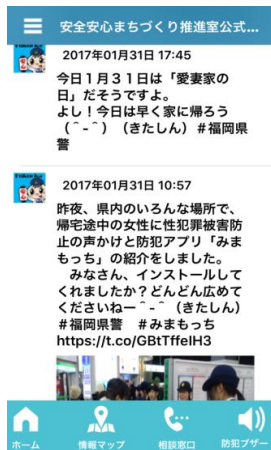 安全安心まちづくり推進室公式...
2017年01月31日 17:45
今日１月３１日は「愛妻家の
日」だそうですよ。
よし！今日は早く家に帰ろう
（＾-＾）（きたしん）＃福岡県
警
2017年01月31日 10:57
昨夜、県内のいろんな場所で、
帰宅途中の女性に性犯罪被害防
止の声かけと防犯アプリ「みま
もっち」の紹介をしました。
　みなさん、インストールして
くれましたか？どんどん広めて
くださいねー＾-＾（きたしん）
＃福岡県警　＃みまもっち
https://t.co/GBtTffelH3
ホーム
情報マップ
相談窓口
防犯ブザー